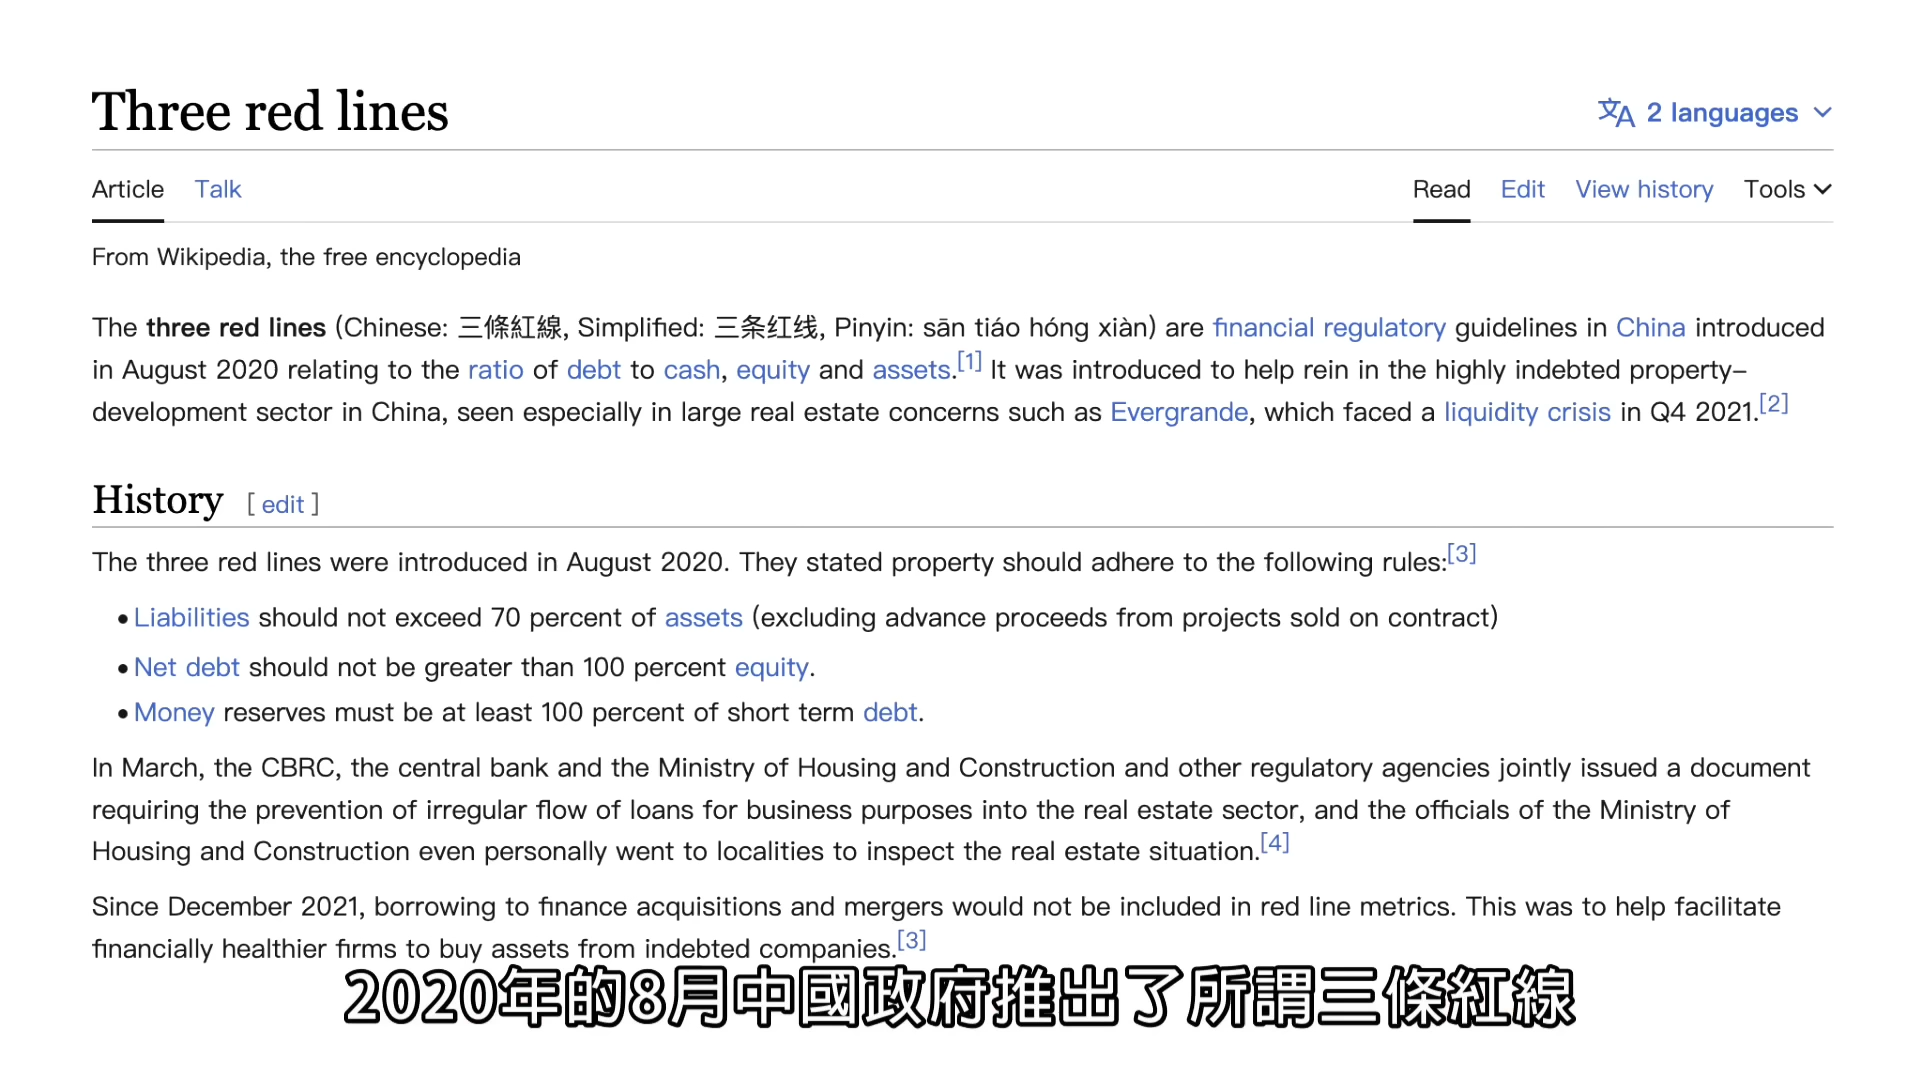 Three red lines
文A 2 languages
Article Talk Read Edit View history Tools
From Wikipedia, the free encyclopedia
The three red lines (Chinese: 三條紅線, Simplified: 三条红线, Pinyin: sān tiáo hóng xiàn) are financial regulatory guidelines in China introduced
in August 2020 relating to the ratio of debt to cash, equity and assets.[1] It was introduced to help rein in the highly indebted property–
development sector in China, seen especially in large real estate concerns such as Evergrande, which faced a liquidity crisis in Q4 2021.[2]
History [ edit ]
The three red lines were introduced in August 2020. They stated property should adhere to the following rules:[3]
• Liabilities should not exceed 70 percent of assets (excluding advance proceeds from projects sold on contract)
• Net debt should not be greater than 100 percent equity.
• Money reserves must be at least 100 percent of short term debt.
In March, the CBRC, the central bank and the Ministry of Housing and Construction and other regulatory agencies jointly issued a document
requiring the prevention of irregular flow of loans for business purposes into the real estate sector, and the officials of the Ministry of
Housing and Construction even personally went to localities to inspect the real estate situation.[4]
Since December 2021, borrowing to finance acquisitions and mergers would not be included in red line metrics. This was to help facilitate
financially healthier firms to buy assets from indebted companies.[3]
2020年的8月中國政府推出了所謂三條紅線